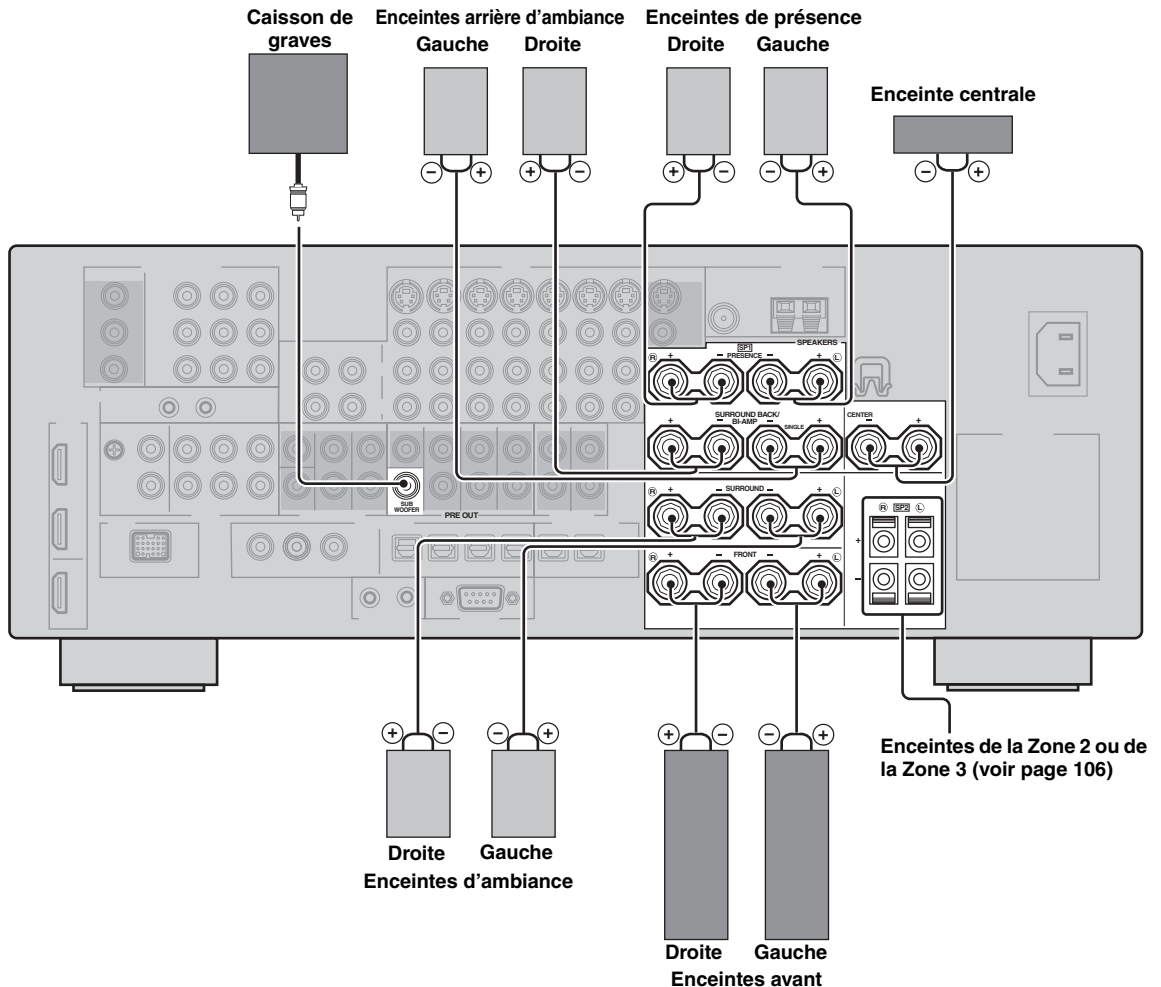 Caisson de
graves
Enceintes arrière d’ambiance
Gauche Droite
Enceintes de présence
Droite Gauche
Enceinte centrale
− + + −
+ − − +
− +
SP1 SPEAKERS
R + − PRESENCE − + L
SURROUND BACK/
BI-AMP
+ − − SINGLE +
CENTER
− +
SUB
WOOFER
PRE OUT
R + − SURROUND − + L
R SP2 L
+
−
R + − FRONT − + L
+ − − +
+ − − +
Enceintes de la Zone 2 ou de
la Zone 3 (voir page 106)
Droite Gauche
Enceintes d’ambiance
Droite Gauche
Enceintes avant